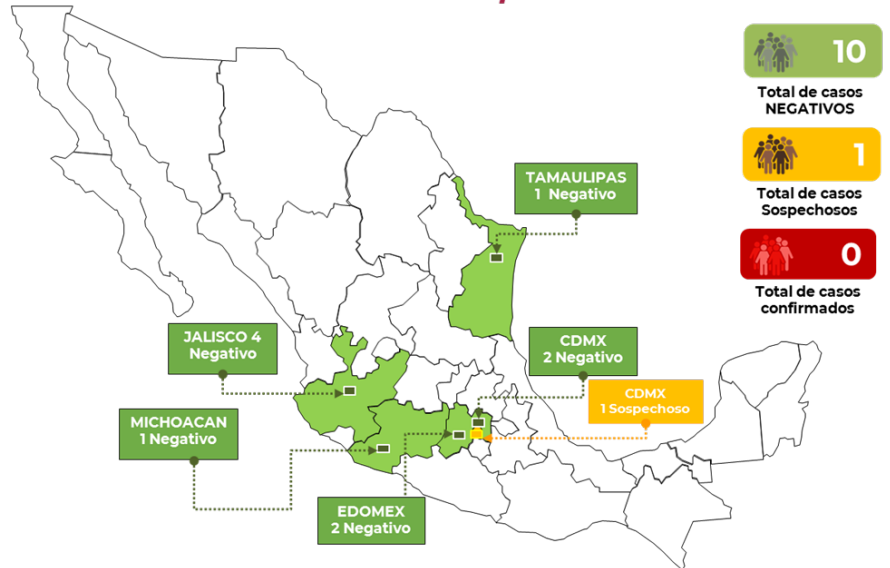 10
Total de casos
NEGATIVOS
1
Total de casos
Sospechosos
0
Total de casos
confirmados
TAMAULIPAS
1 Negativo
JALISCO 4
Negativo
CDMX
2 Negativo
CDMX
1 Sospechoso
MICHOACAN
1 Negativo
EDOMEX
2 Negativo